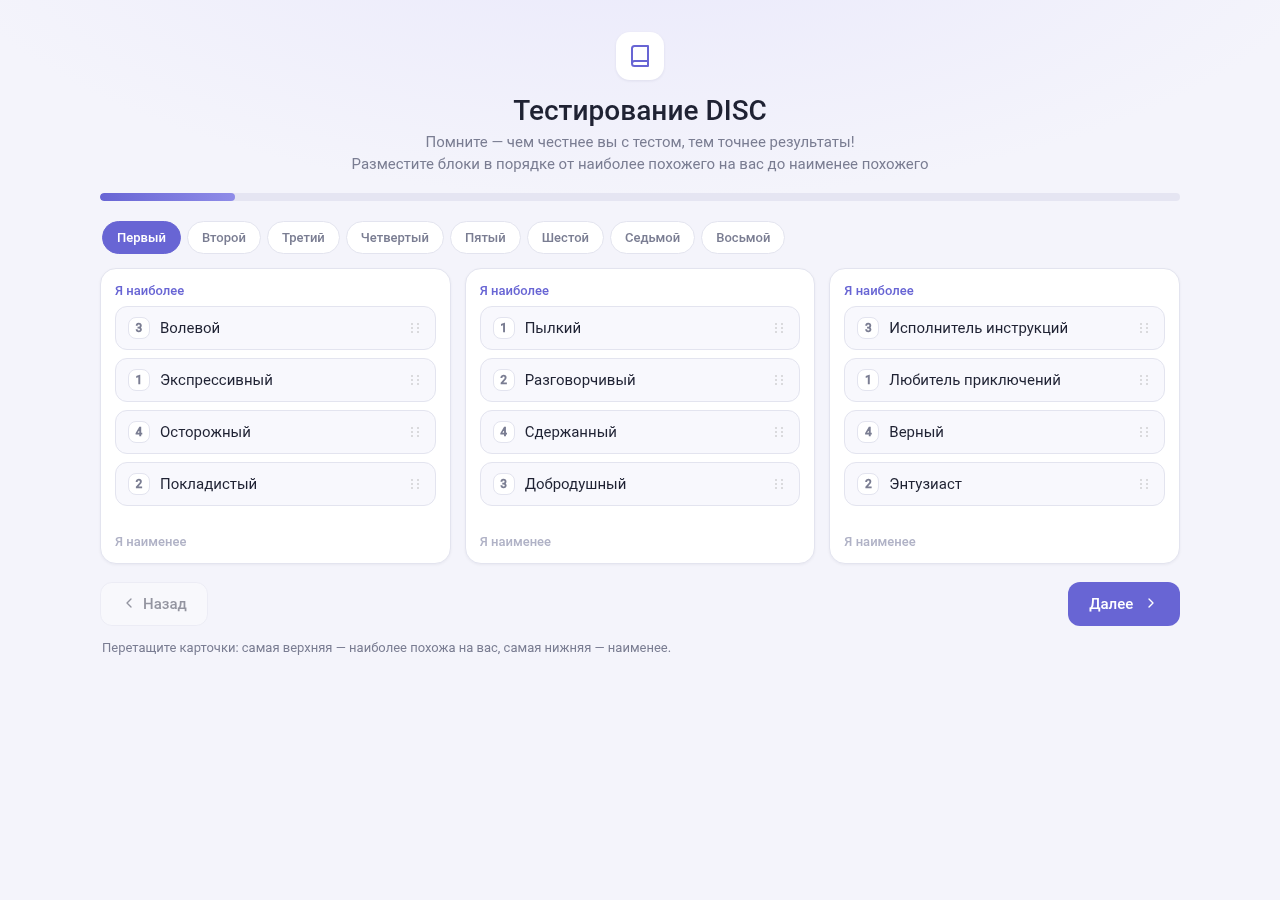 Тестирование DISC
Помните — чем честнее вы с тестом, тем точнее результаты!
Разместите блоки в порядке от наиболее похожего на вас до наименее похожего
Первый Второй Третий Четвертый Пятый Шестой Седьмой Восьмой
Я наиболее
3 Волевой
1 Экспрессивный
4 Осторожный
2 Покладистый
Я наименее
Я наиболее
1 Пылкий
2 Разговорчивый
4 Сдержанный
3 Добродушный
Я наименее
Я наиболее
3 Исполнитель инструкций
1 Любитель приключений
4 Верный
2 Энтузиаст
Я наименее
Назад
Далее
Перетащите карточки: самая верхняя — наиболее похожа на вас, самая нижняя — наименее.